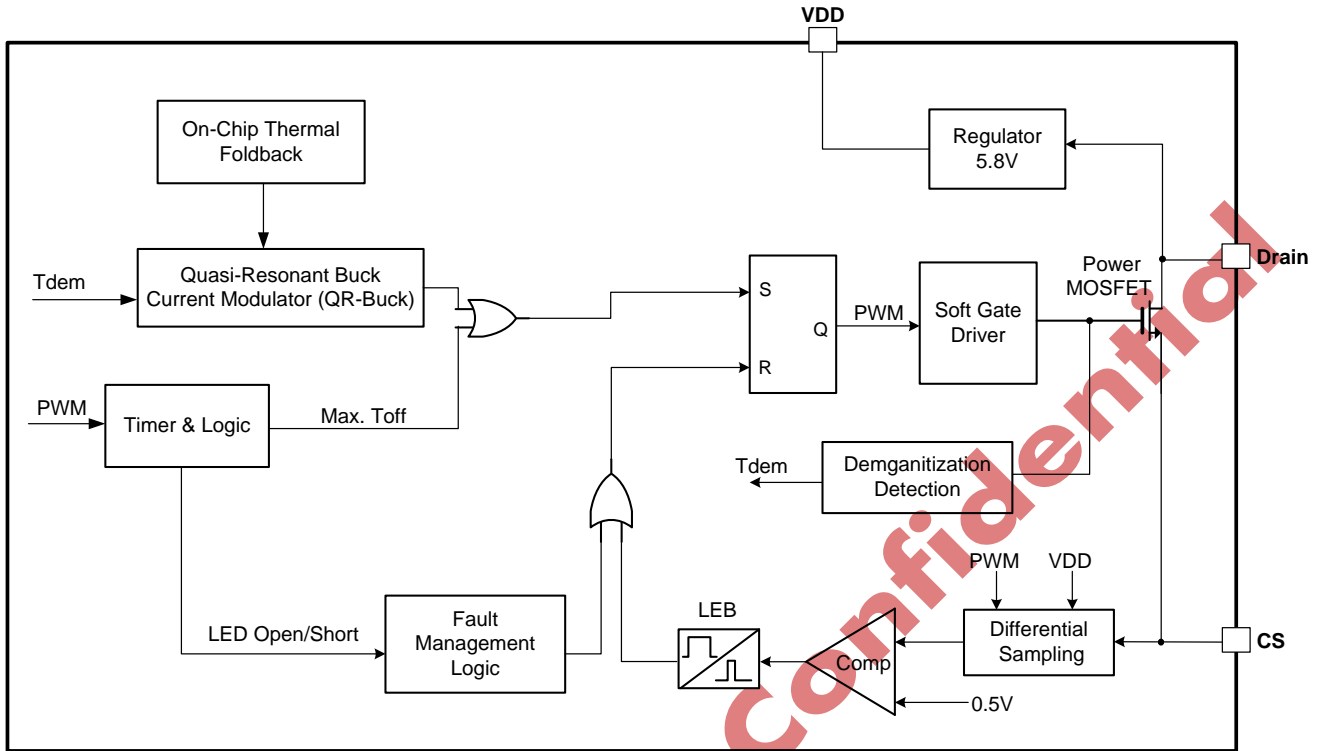 VDD
On-Chip Thermal
Foldback
Regulator
5.8V
Drain
Tdem
Quasi-Resonant Buck
Current Modulator (QR-Buck)
Power
MOSFET
S
Q
R
PWM
Soft Gate
Driver
PWM
Timer & Logic
Max. Toff
Tdem
Demganitization
Detection
PWM
VDD
LEB
LED Open/Short
Fault
Management
Logic
Comp
Differential
Sampling
CS
0.5V
Confidential